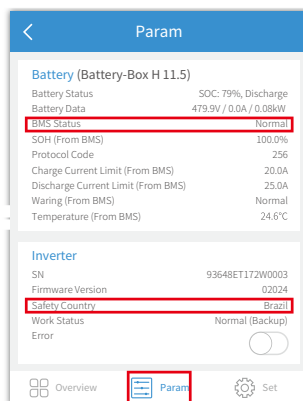 Param
Battery (Battery-Box H 11.5)
Battery Status SOC: 79%, Discharge
Battery Data 479.9V / 0.0A / 0.08kW
BMS Status Normal
SOH (From BMS) 100.0%
Protocol Code 256
Charge Current Limit (From BMS) 20.0A
Discharge Current Limit (From BMS) 25.0A
Waring (From BMS) Normal
Temperature (From BMS) 24.6°C
Inverter
SN 93648ET172W0003
Firmware Version 02024
Safety Country Brazil
Work Status Normal (Backup)
Error
Overview Param Set